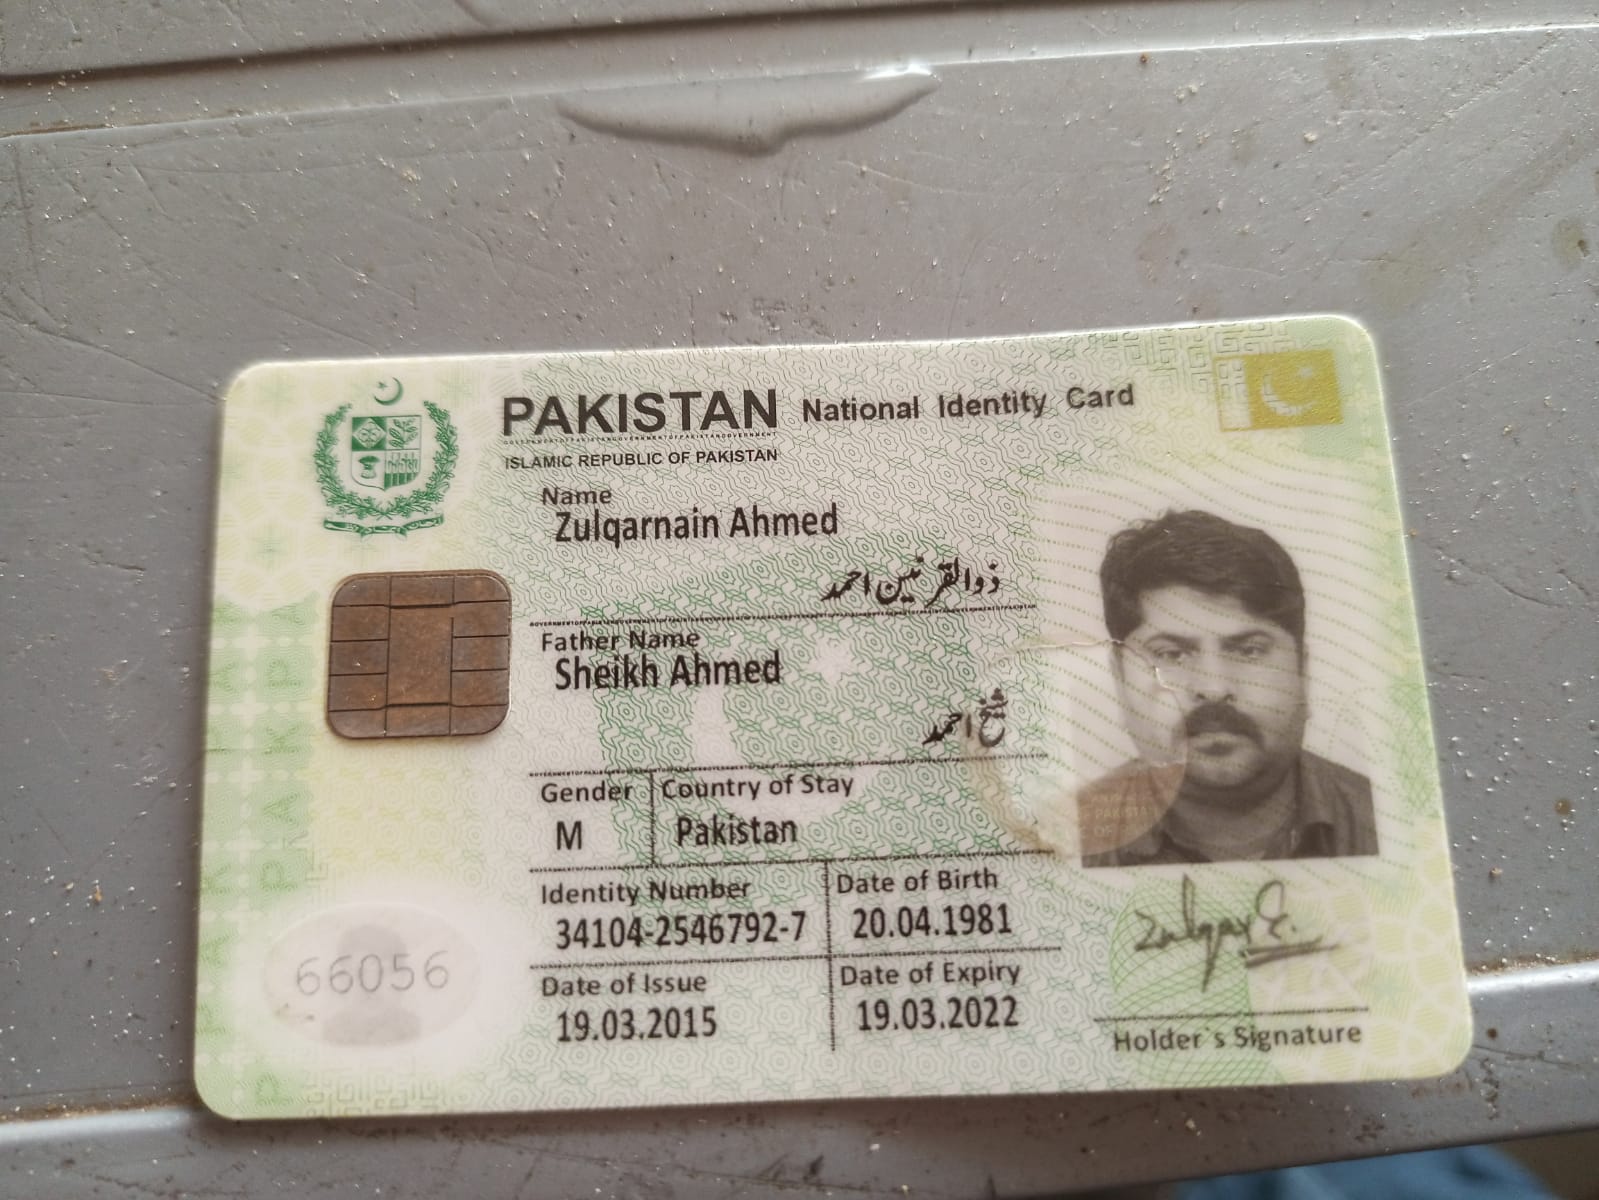 PAKISTAN National Identity Card
ISLAMIC REPUBLIC OF PAKISTAN
Name
Zulqarnain Ahmed
ذوالقرنین احمد
Father Name
Sheikh Ahmed
شیخ احمد
Gender Country of Stay
M Pakistan
Identity Number Date of Birth
34104-2546792-7 20.04.1981
Date of Issue Date of Expiry
19.03.2015 19.03.2022
66056
Holder`s Signature